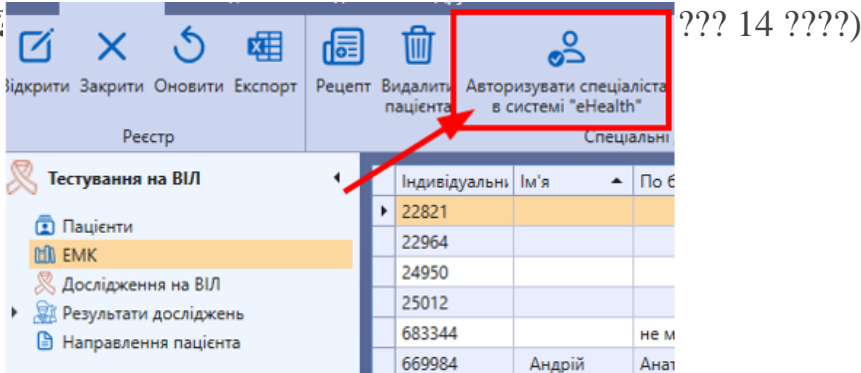 ??? 14 ????)
Відкрити Закрити Оновити Експорт Рецепт Видалити пацієнта Авторизувати спеціаліста в системі "eHealth"
Реєстр
Тестування на ВІЛ
Індивідуальн Ім'я По б
Пацієнти
22821
ЕМК
22964
Дослідження на ВІЛ
24950
Результати досліджень
25012
Направлення пацієнта
683344 не м
669984 Андрій Анат